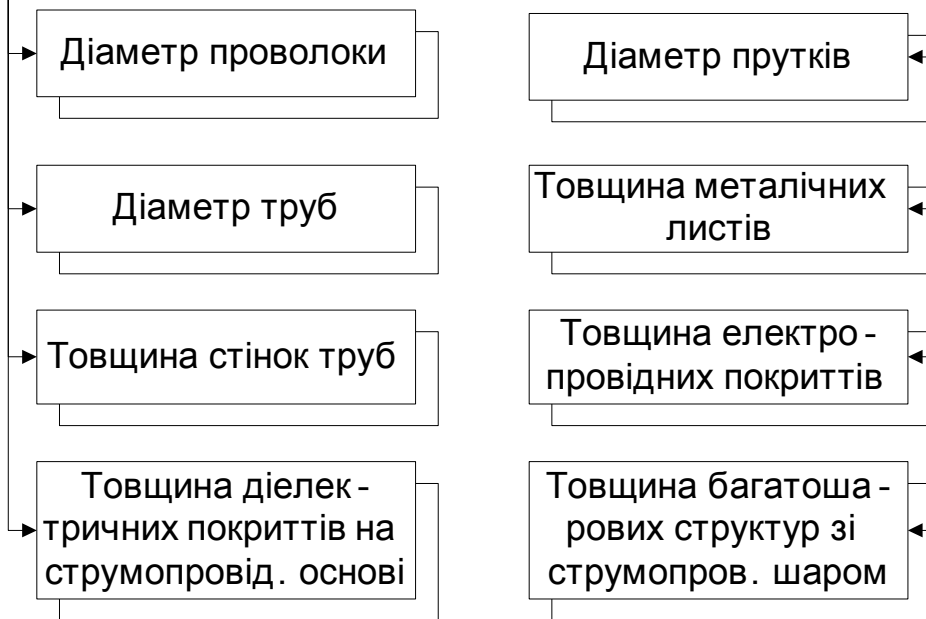 Діаметр проволоки
Діаметр прутків
Діаметр труб
Товщина металічних
листів
Товщина стінок труб
Товщина електро -
провідних покриттів
Товщина діелек -
тричних покриттів на
струмопровід. основі
Товщина багатоша -
рових структур зі
струмопров. шаром